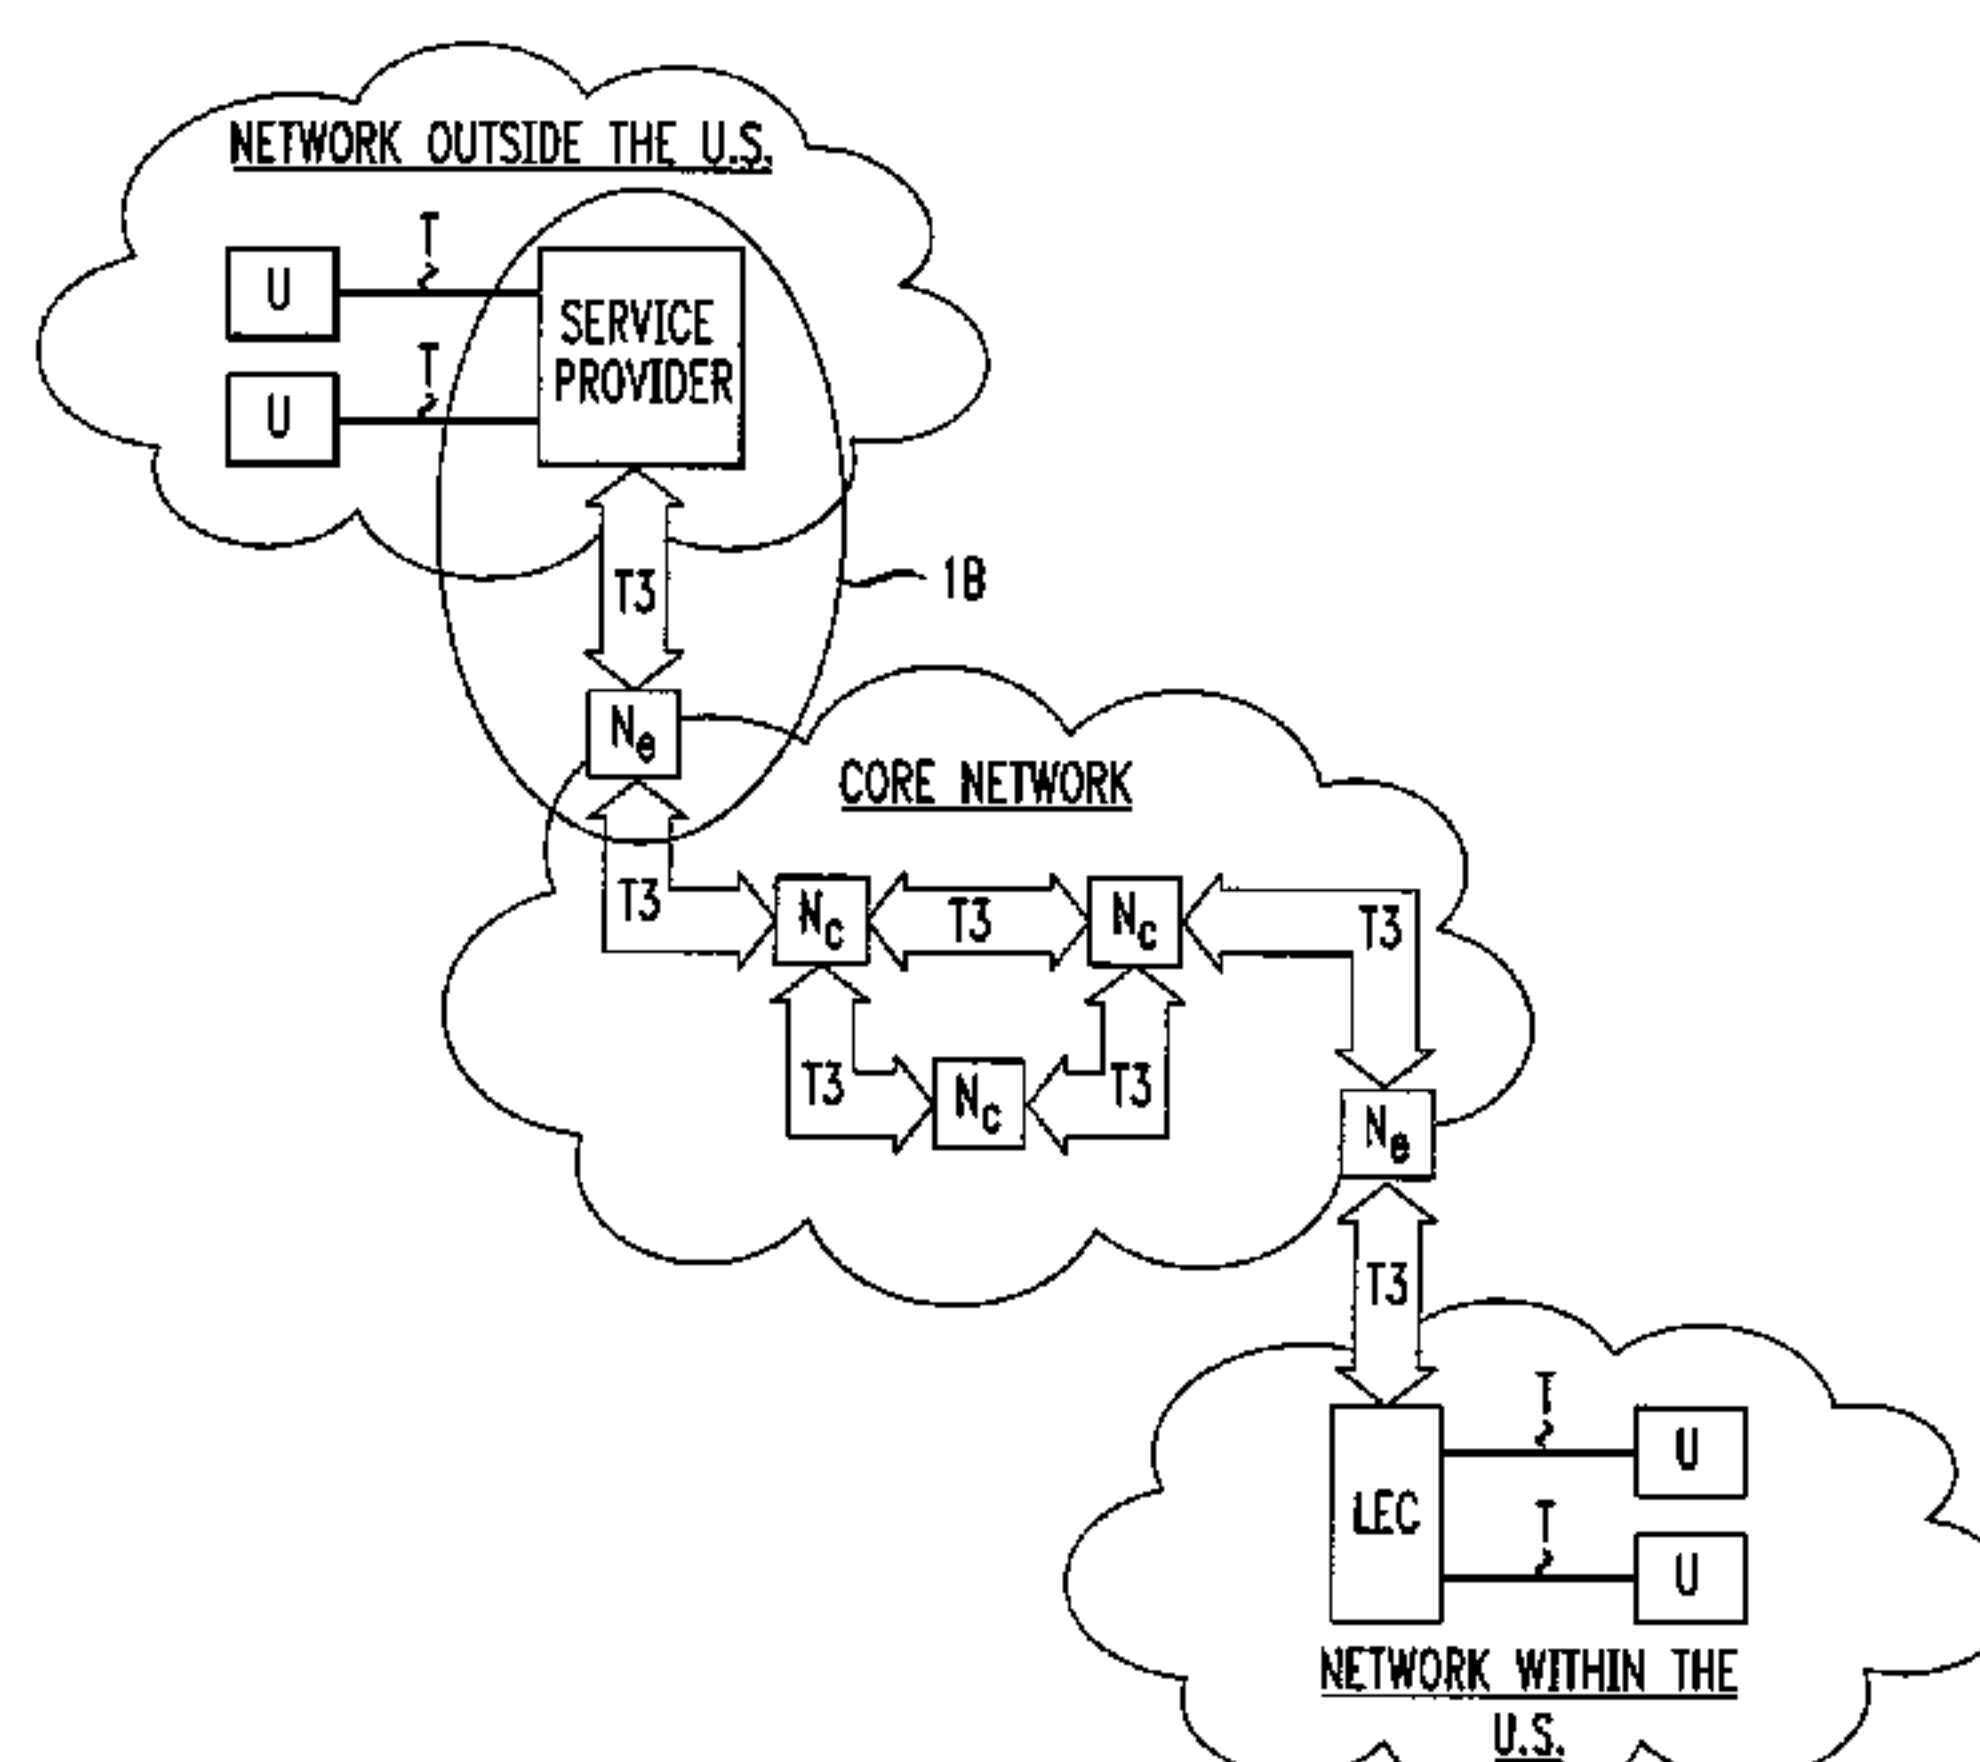 NETWORK OUTSIDE THE U.S.
T
U
SERVICE
PROVIDER
T
U
T3
18
Ne
CORE NETWORK
T3
Nc
T3
Nc
T3
T3
Nc
T3
Ne
T3
T
U
LEC
T
U
NETWORK WITHIN THE
U.S.